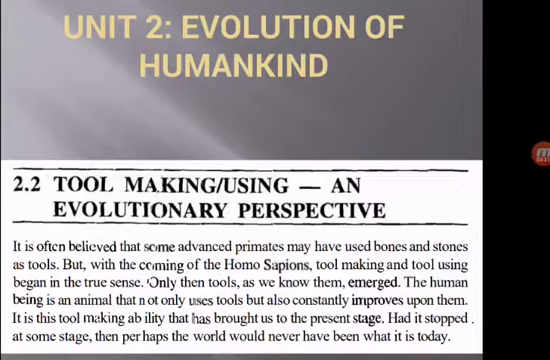 UNIT 2: EVOLUTION OF
HUMANKIND
2.2 TOOL MAKING/USING — AN
EVOLUTIONARY PERSPECTIVE
It is often believed that some advanced primates may have used bones and stones
as tools. But, with the coming of the Homo Sapions, tool making and tool using
began in the true sense. 'Only then tools, as we know them, emerged. The human
being is an animal that not only uses tools but also constantly improves upon them.
It is this tool making ability that has brought us to the present stage. Had it stopped .
at some stage, then perhaps the world would never have been what it is today.